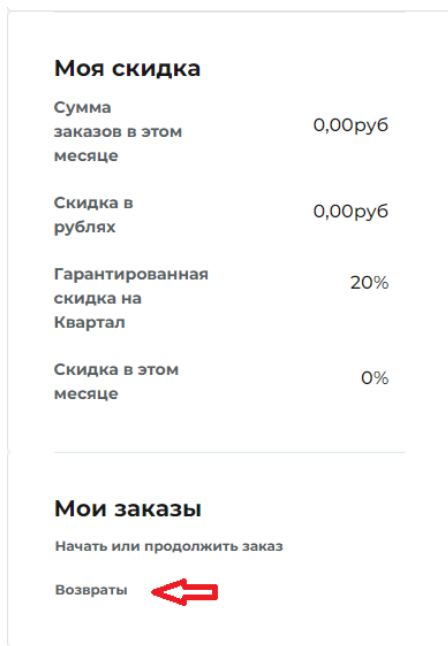 Моя скидка
Сумма
заказов в этом
месяце
0,00руб
Скидка в
рублях
0,00руб
Гарантированная
скидка на
Квартал
20%
Скидка в этом
месяце
0%
Мои заказы
Начать или продолжить заказ
Возвраты